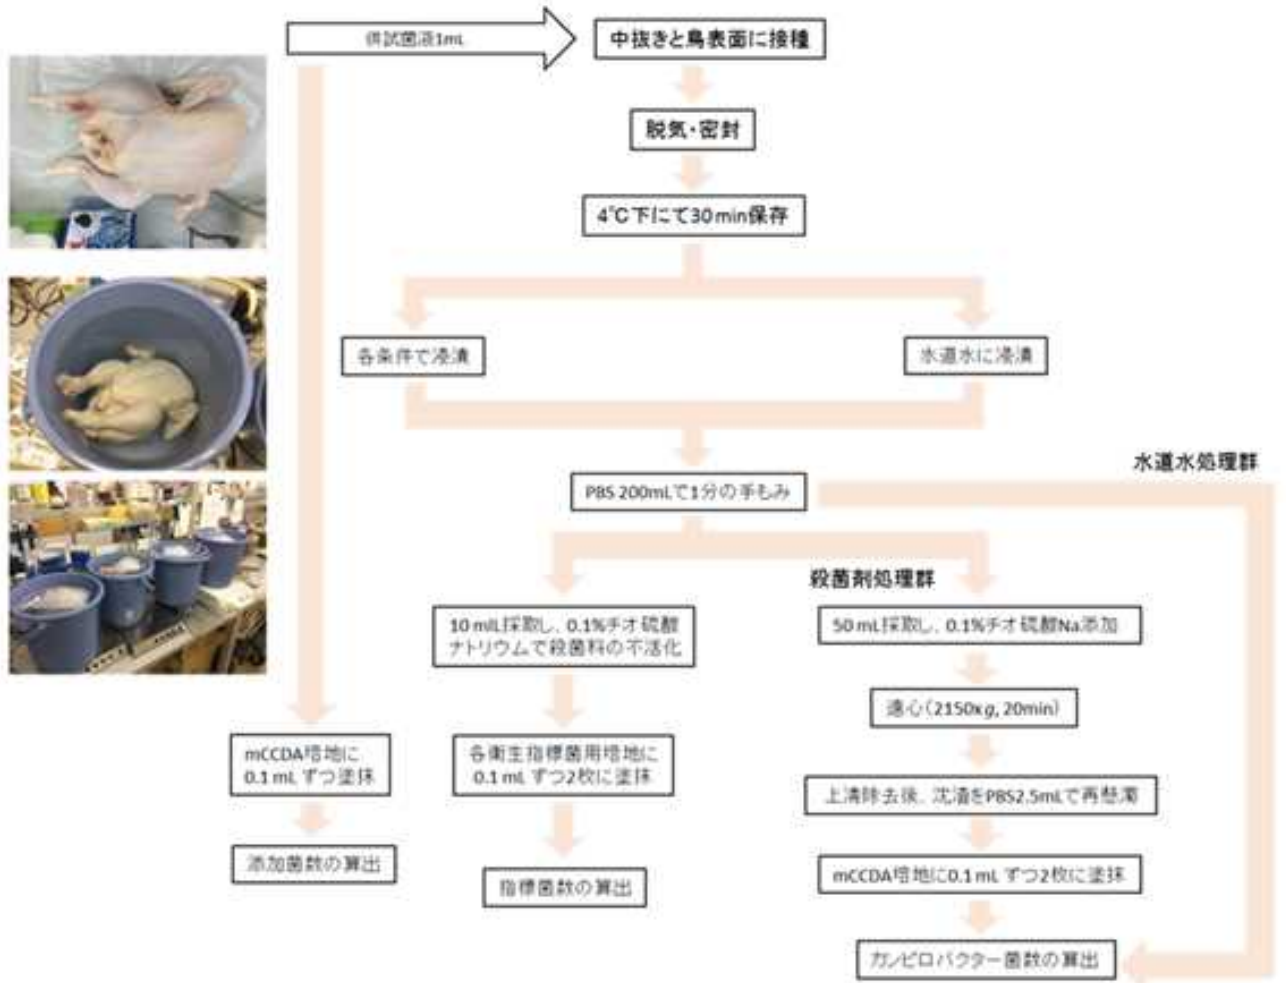 供試菌液1mL
中抜きと鳥表面に接種
脱気・密封
4℃下にて30min保存
各条件で浸漬
水道水に浸漬
水道水処理群
PBS 200mLで1分の手もみ
殺菌剤処理群
10 mlL採取し、0.1%チオ硫酸
ナトリウムで殺菌料の不活化
50 mL採取し、0.1%チオ硫酸Na添加
遠心(2150xg, 20min)
mCCDA培地に
0.1 mL ずつ塗抹
各衛生指標菌用培地に
0.1 mL ずつ2枚に塗抹
上清除去後、沈渣をPBS2.5mLで再懸濁
添加菌数の算出
指標菌数の算出
mCCDA培地に0.1 mL ずつ2枚に塗抹
カンピロバクター菌数の算出